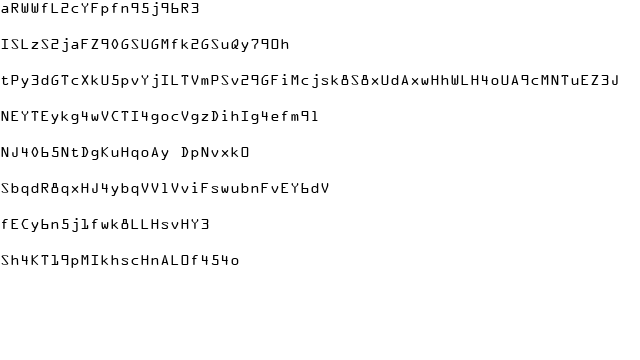 aRWWfL2cYFpfn95j96R3
ISLzS2jaFZ90GSUGMfk2GSuQy790h
tPy3dGTcXkU5pvYjILTVmPSv29GFiMcjsk8S8xUdAxwHhWLH4oUA9cMNTuEZ3J
NEYTEykg4wVCTI4gocVgzDihIg4efm9l
NJ4065NtDgKuHqoAy DpNvxk0
SbqdR8qxHJ4ybqVVlVviFswubnFvEY6dV
fECy6n5j1fwk8LLHsvHY3
Sh4KT19pMIkhscHnAL0f454o